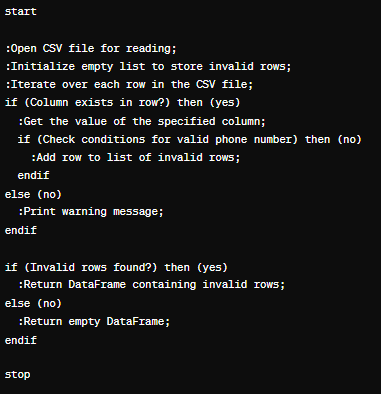 start
:Open CSV file for reading;
:Initialize empty list to store invalid rows;
:Iterate over each row in the CSV file;
if (Column exists in row?) then (yes)
:Get the value of the specified column;
if (Check conditions for valid phone number) then (no)
:Add row to list of invalid rows;
endif
else (no)
:Print warning message;
endif
if (Invalid rows found?) then (yes)
:Return DataFrame containing invalid rows;
else (no)
:Return empty DataFrame;
endif
stop